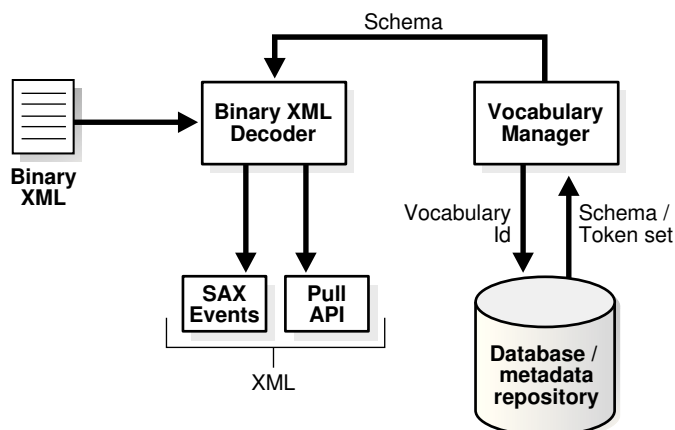 Schema
Binary XML
Decoder
Vocabulary
Manager
Binary
XML
Vocabulary
Id
Schema /
Token set
SAX
Events
Pull
API
XML
Database /
metadata
repository